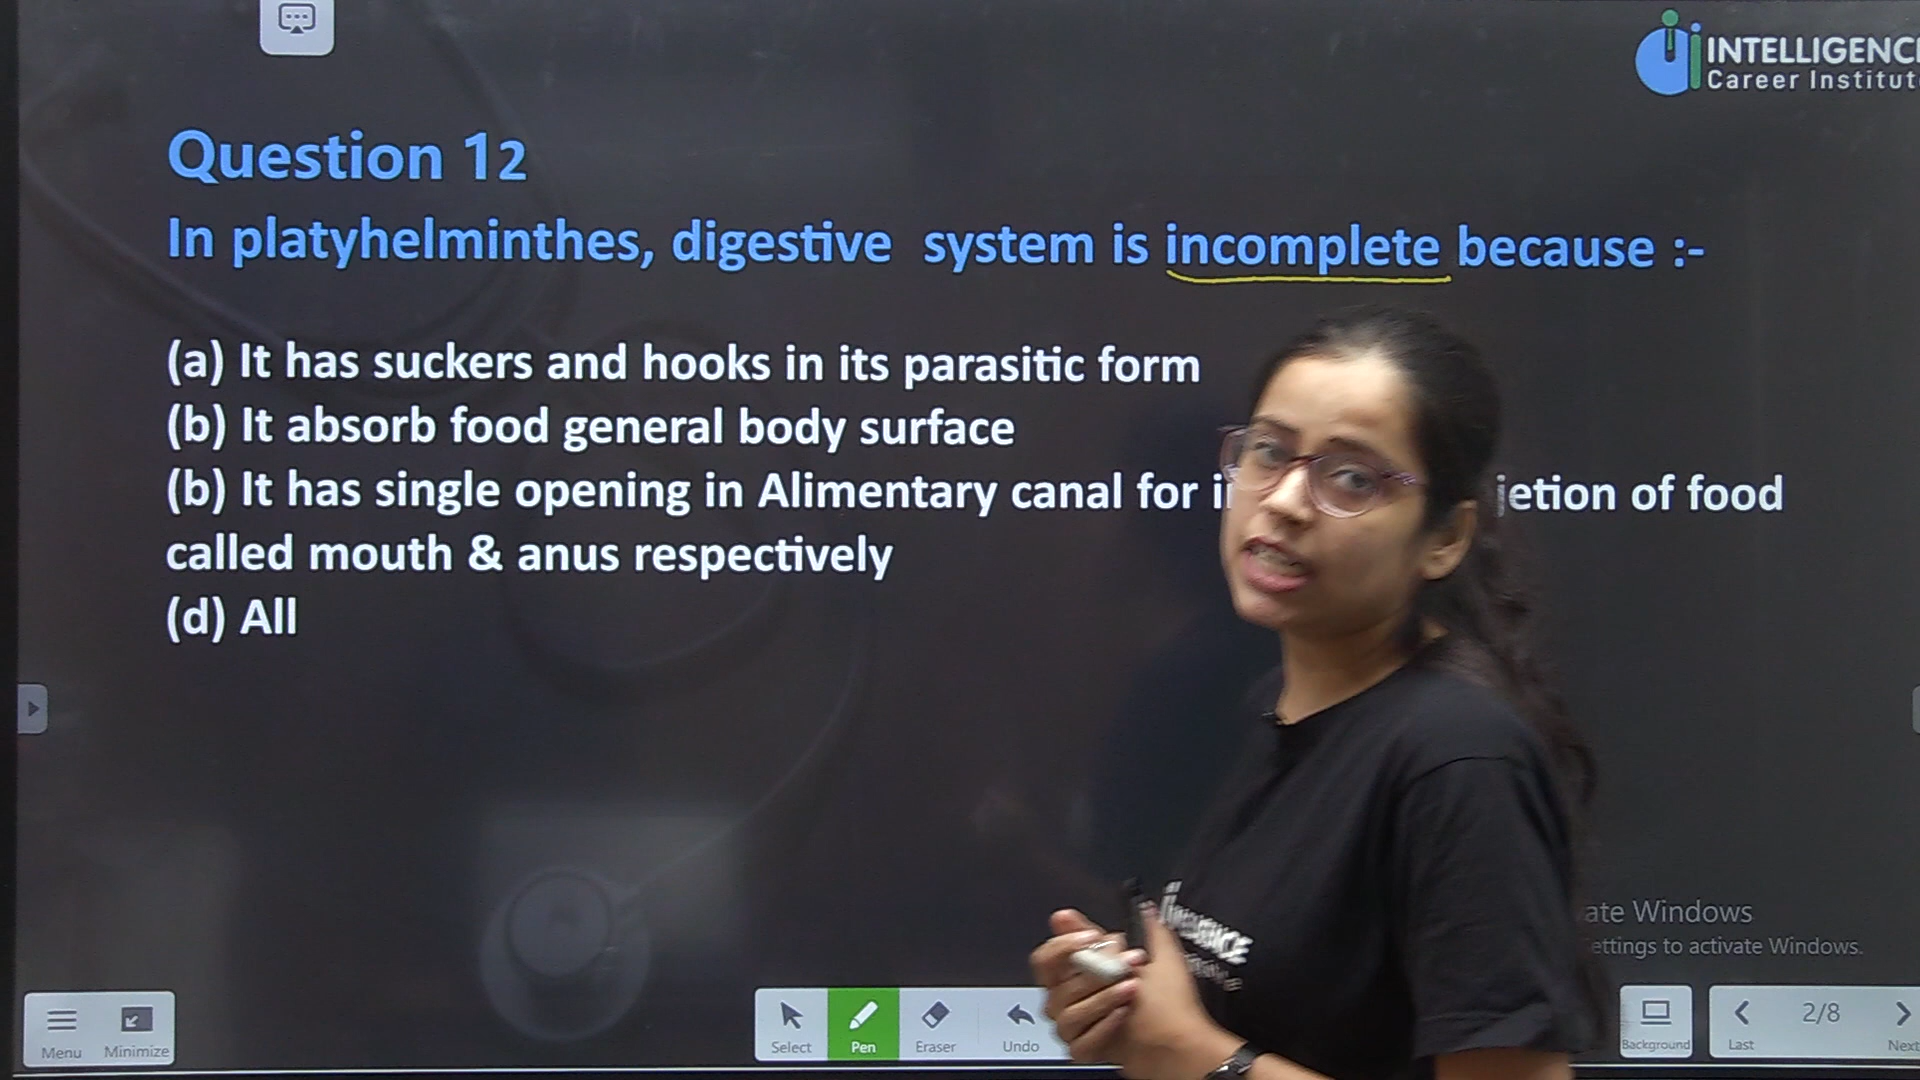 INTELLIGENC
Career Institut
Question 12
In platyhelminthes, digestive system is incomplete because :-
(a) It has suckers and hooks in its parasitic form
(b) It absorb food general body surface
(b) It has single opening in Alimentary canal for jetion of food
called mouth & anus respectively
(d) All
ate Windows
ettings to activate Windows.
Menu Minimize
Select Pen Eraser Undo
Background
Last 2/8 Next